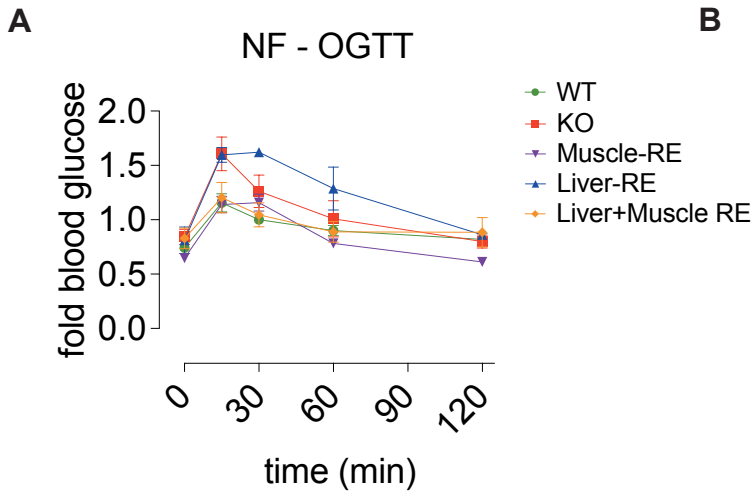 A
B
NF - OGTT
fold blood glucose
2.0
1.5
1.0
0.5
0.0
0
30
60
90
120
time (min)
WT
KO
Muscle-RE
Liver-RE
Liver+Muscle RE